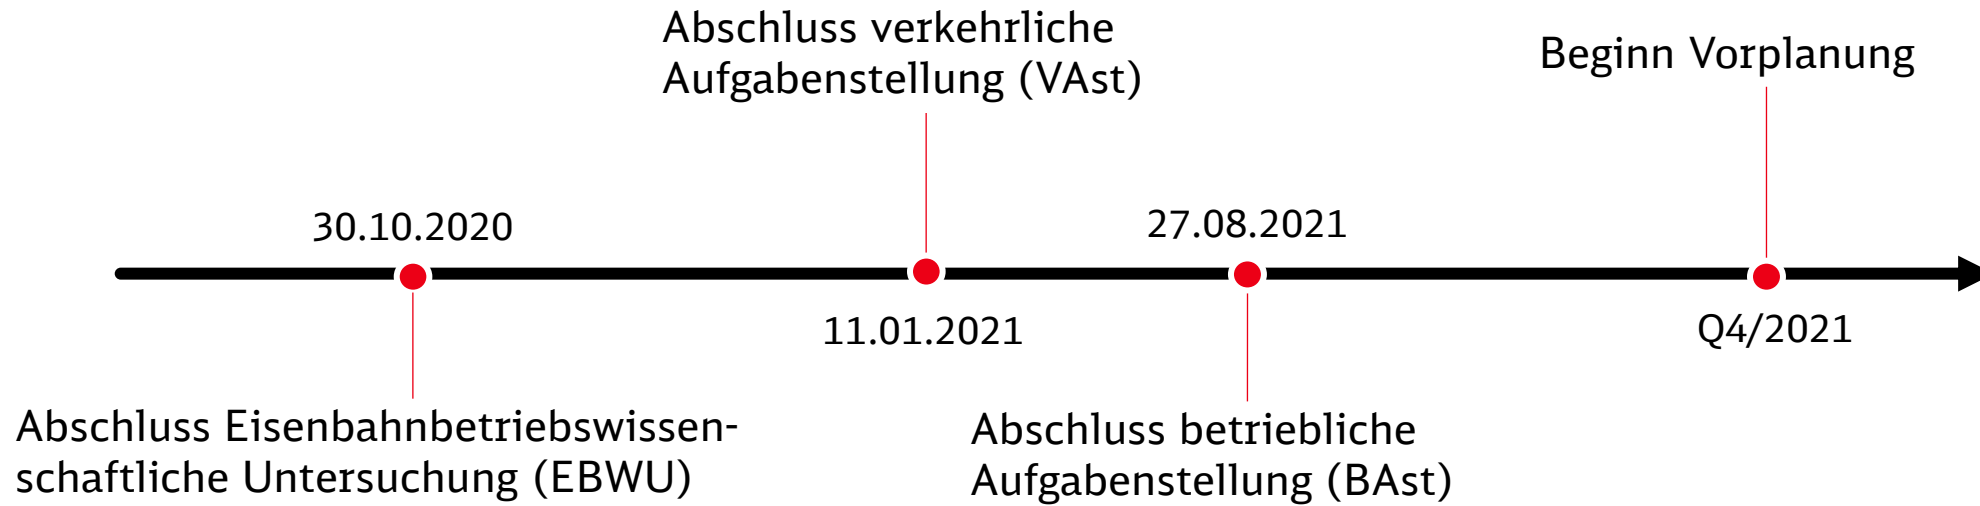 Abschluss verkehrliche
Aufgabenstellung (VAst)
Beginn Vorplanung
30.10.2020
27.08.2021
11.01.2021
Q4/2021
Abschluss Eisenbahnbetriebswissen-
schaftliche Untersuchung (EBWU)
Abschluss betriebliche
Aufgabenstellung (BAst)